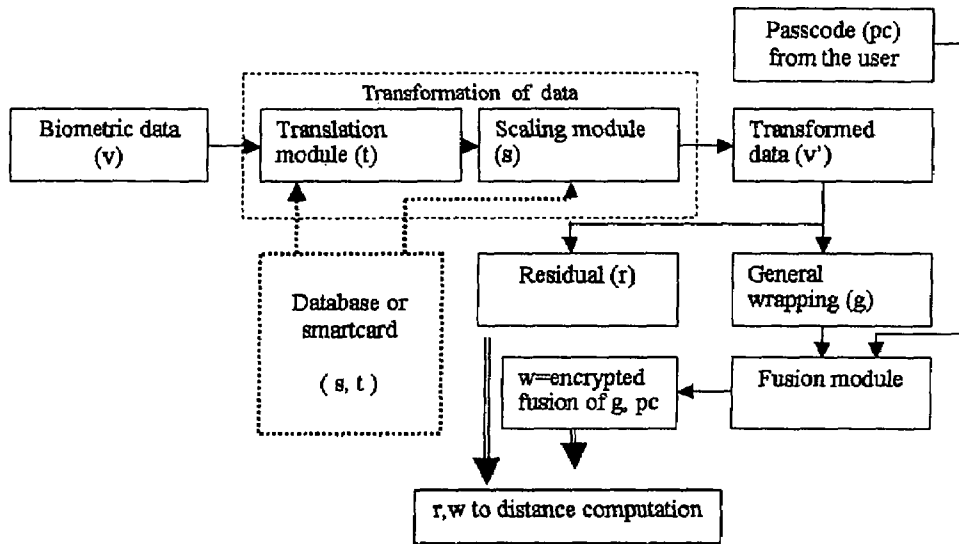 Passcode (pc)
from the user
Transformation of data
Biometric data
(v)
Translation
module (t)
Scaling module
(s)
Transformed
data (v')
Database or
smartcard
( s, t )
Residual (r)
General
wrapping (g)
w=encrypted
fusion of g, pc
Fusion module
r,w to distance computation